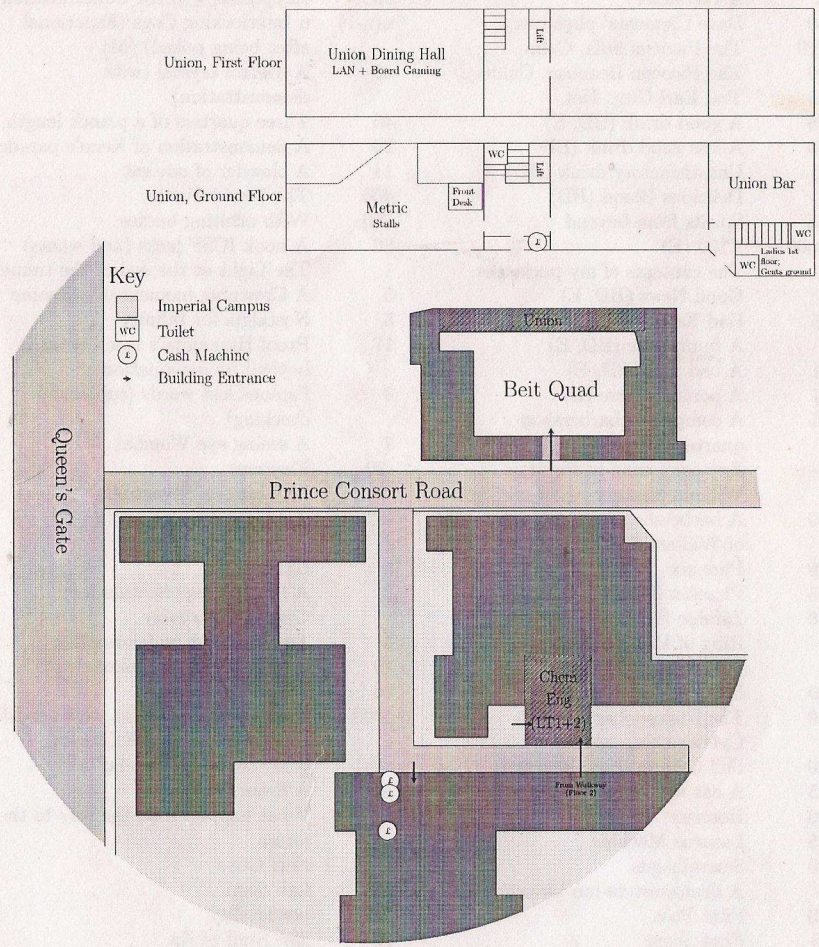 Union, First Floor
Union Dining Hall
LAN + Board Gaming
Lift
Union, Ground Floor
Metric
Stalls
WC
Lift
Front
Desk
£
Union Bar
WC
Ladies 1st
floor;
Gents ground
WC
Key
Imperial Campus
WC Toilet
£ Cash Machine
Building Entrance
Union
Beit Quad
Queen's Gate
Prince Consort Road
Chem
Eng
(LT1+2)
From Walkway
(Floor 2)
£
£
£